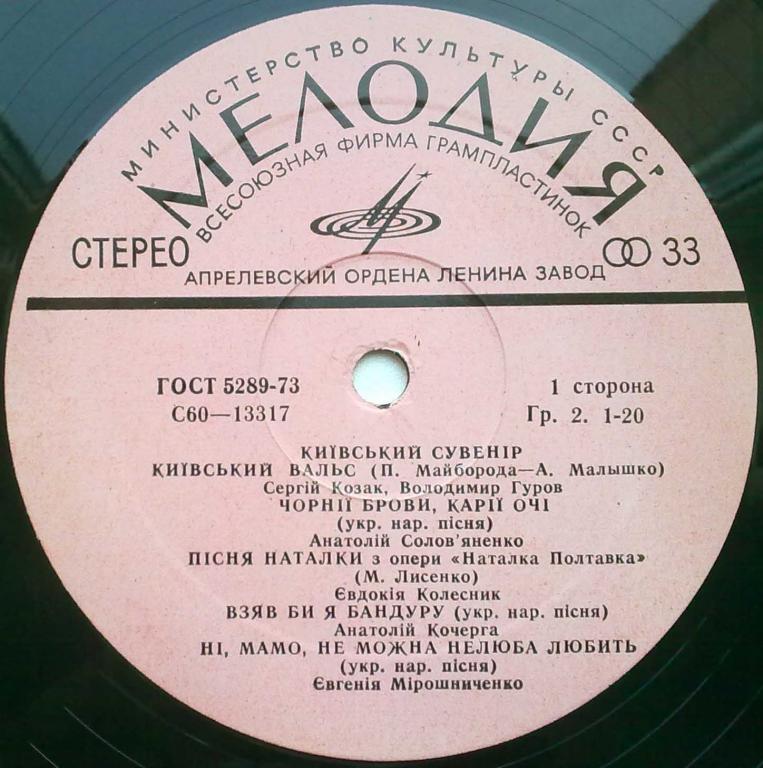 МИНИСТЕРСТВО КУЛЬТУРЫ СССР
МЕЛОДИЯ
ВСЕСОЮЗНАЯ ФИРМА ГРАМПЛАСТИНОК
СТЕРЕО
33
АПРЕЛЕВСКИЙ ОРДЕНА ЛЕНИНА ЗАВОД
ГОСТ 5289-73
1 сторона
С60—13317
Гр. 2. 1-20
КИЇВСЬКИЙ СУВЕНІР
КИЇВСЬКИЙ ВАЛЬС (П. Майборода—А. Малышко)
Сергій Козак, Володимир Гуров
ЧОРНІЇ БРОВИ, КАРІЇ ОЧІ
(укр. нар. пісня)
Анатолій Солов'яненко
ПІСНЯ НАТАЛКИ з опери «Наталка Полтавка»
(М. Лисенко)
Євдокія Колесник
ВЗЯВ БИ Я БАНДУРУ (укр. нар. пісня)
Анатолій Кочерга
НІ, МАМО, НЕ МОЖНА НЕЛЮБА ЛЮБИТЬ
(укр. нар. пісня)
Євгенія Мірошниченко